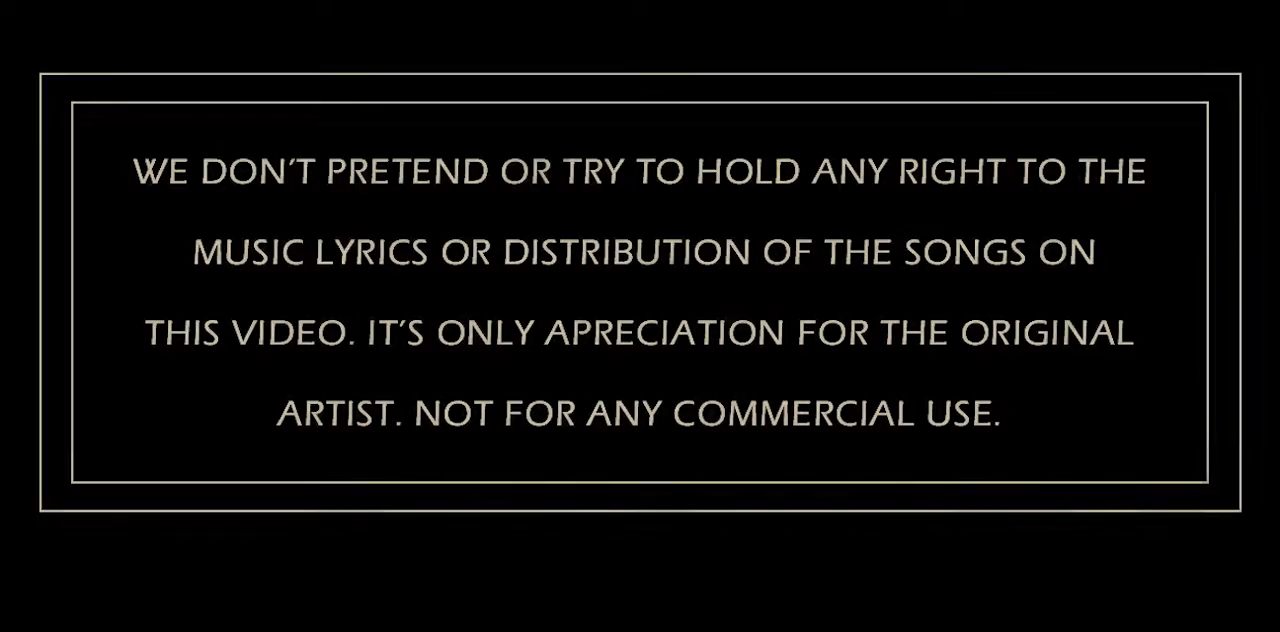 WE DON'T PRETEND OR TRY TO HOLD ANY RIGHT TO THE
MUSIC LYRICS OR DISTRIBUTION OF THE SONGS ON
THIS VIDEO. IT'S ONLY APRECIATION FOR THE ORIGINAL
ARTIST. NOT FOR ANY COMMERCIAL USE.